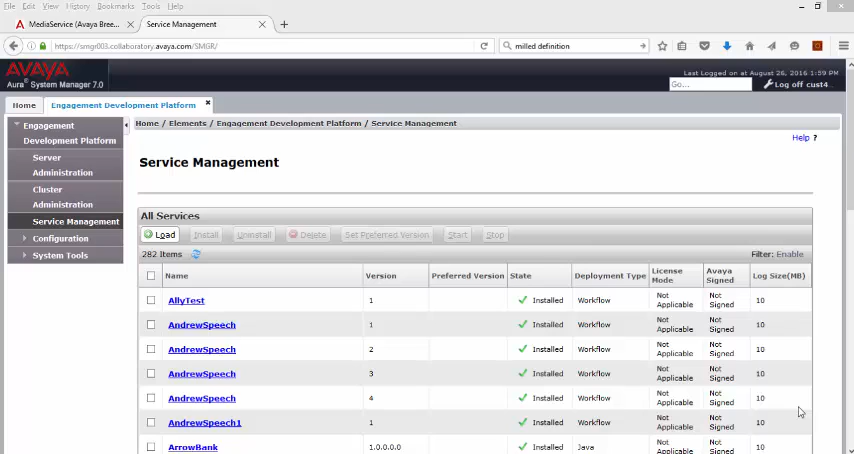 File Edit View History Bookmarks Tools Help
MediaService (Avaya Bree...
Service Management
https://smgr003.collaboratory.avaya.com/SMGR/
milled definition
AVAYA
Aura® System Manager 7.0
Last Logged on at August 26, 2016 1:59 PM
Go...
Log off cust4..
Home
Engagement Development Platform
Engagement
Development Platform
Server
Administration
Cluster
Administration
Service Management
Configuration
System Tools
Home / Elements / Engagement Development Platform / Service Management
Help ?
Service Management
All Services
Load Install Uninstall Delete Set Preferred Version Start Stop
282 Items
Filter: Enable
Name Version Preferred Version State Deployment Type License Mode Avaya Signed Log Size(MB)
AllyTest 1 Installed Workflow Not Applicable Not Signed 10
AndrewSpeech 1 Installed Workflow Not Applicable Not Signed 10
AndrewSpeech 2 Installed Workflow Not Applicable Not Signed 10
AndrewSpeech 3 Installed Workflow Not Applicable Not Signed 10
AndrewSpeech 4 Installed Workflow Not Applicable Not Signed 10
AndrewSpeech1 1 Installed Workflow Not Applicable Not Signed 10
ArrowBank 1.0.0.0.0 Installed Java Not Applicable Not Signed 10